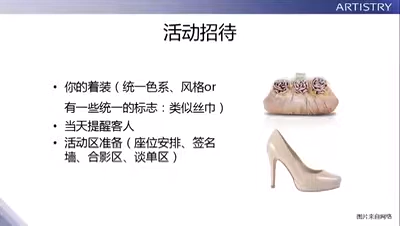 ARTISTRY
活动招待
• 你的着装（统一色系、风格or
有一些统一的标志：类似丝巾）
• 当天提醒客人
• 活动区准备（座位安排、签名
墙、合影区、谈单区）
图片来自网络